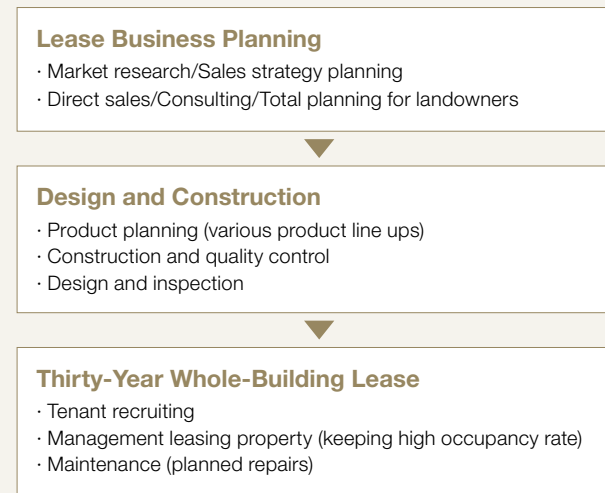 Lease Business Planning
· Market research/Sales strategy planning
· Direct sales/Consulting/Total planning for landowners
Design and Construction
· Product planning (various product line ups)
· Construction and quality control
· Design and inspection
Thirty-Year Whole-Building Lease
· Tenant recruiting
· Management leasing property (keeping high occupancy rate)
· Maintenance (planned repairs)